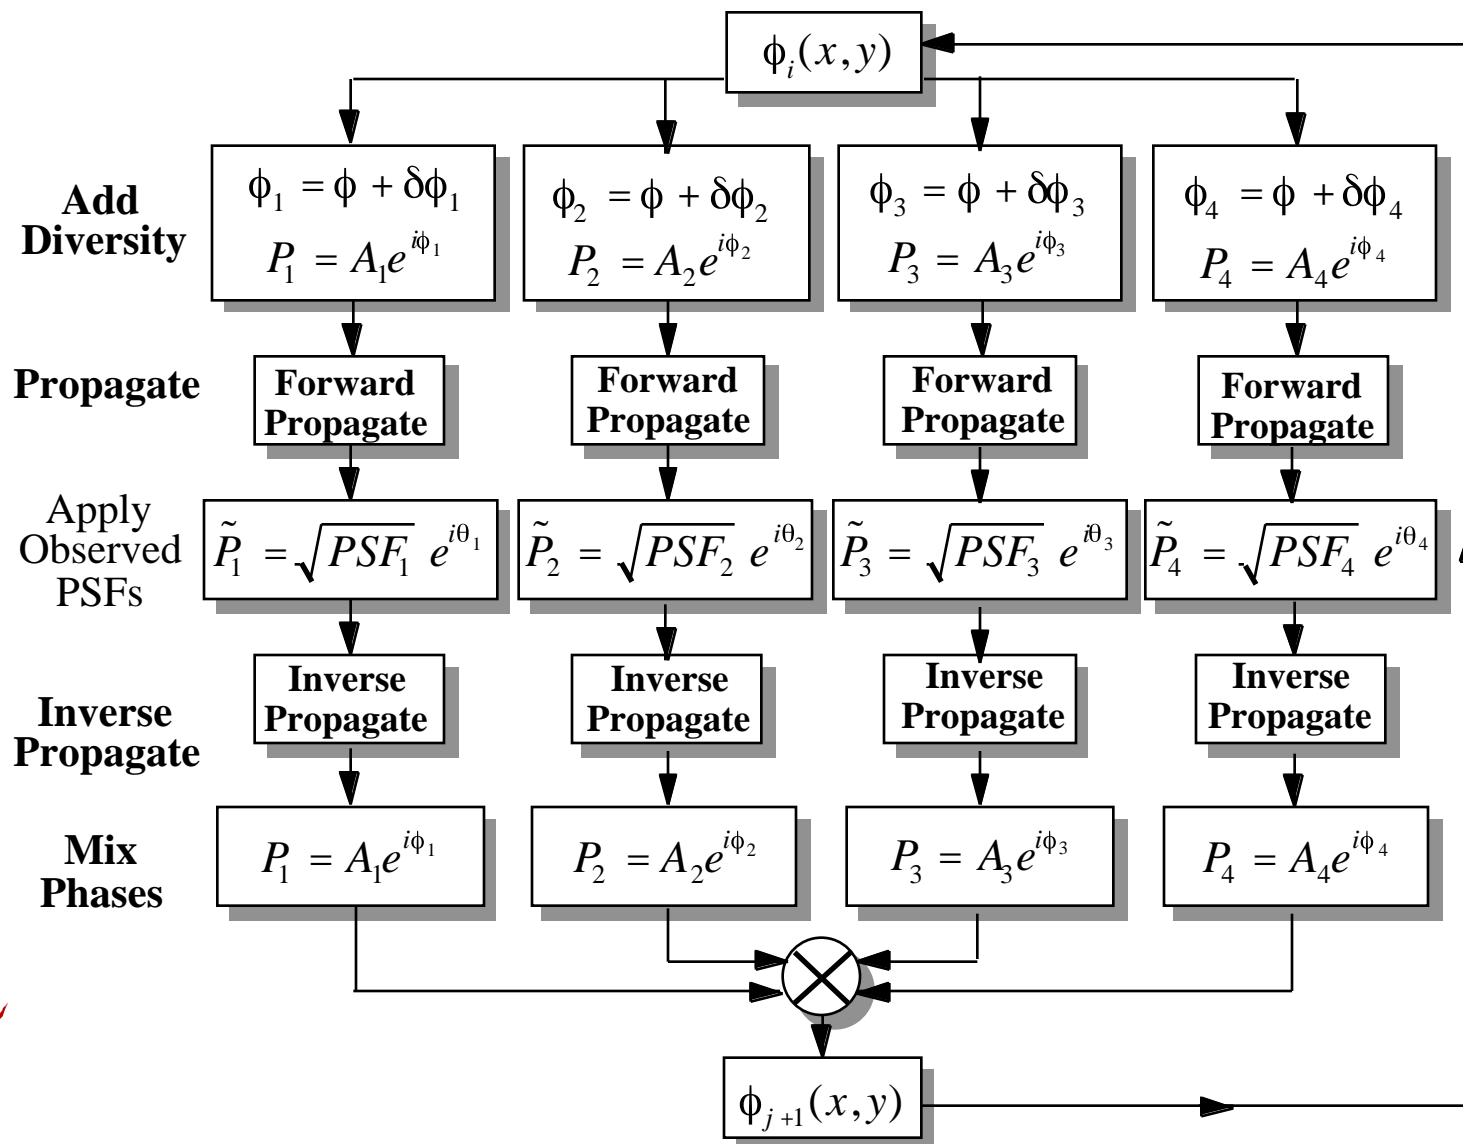 ϕᵢ(x,y)
Add
Diversity
ϕ₁ = ϕ + δϕ₁
P₁ = A₁e^{iϕ₁}
ϕ₂ = ϕ + δϕ₂
P₂ = A₂e^{iϕ₂}
ϕ₃ = ϕ + δϕ₃
P₃ = A₃e^{iϕ₃}
ϕ₄ = ϕ + δϕ₄
P₄ = A₄e^{iϕ₄}
Propagate
Forward
Propagate
Forward
Propagate
Forward
Propagate
Forward
Propagate
Apply
Observed
PSFs
P̃₁ = √PSF₁ e^{iθ₁}
P̃₂ = √PSF₂ e^{iθ₂}
P̃₃ = √PSF₃ e^{iθ₃}
P̃₄ = √PSF₄ e^{iθ₄}
Inverse
Propagate
Inverse
Propagate
Inverse
Propagate
Inverse
Propagate
Inverse
Propagate
Mix
Phases
P₁ = A₁e^{iϕ₁}
P₂ = A₂e^{iϕ₂}
P₃ = A₃e^{iϕ₃}
P₄ = A₄e^{iϕ₄}
ϕⱼ₊₁(x,y)